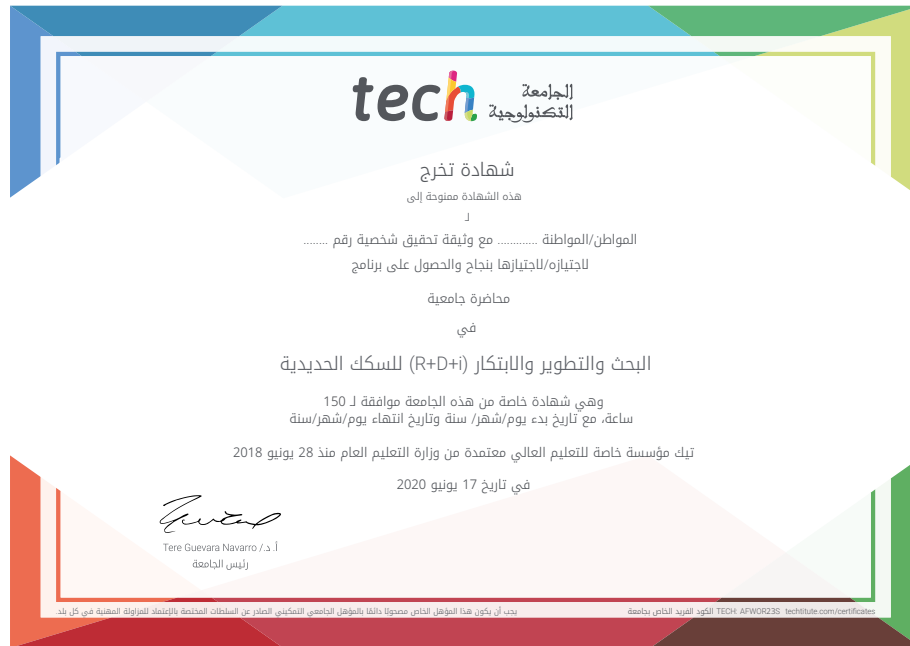 tech الجامعة
التكنولوجية
شهادة تخرج
هذه الشهادة ممنوحة إلى
لـ
المواطن/المواطنة ............ مع وثيقة تحقيق شخصية رقم ........
لاجتيازه/لاجتيازها بنجاح والحصول على برنامج
محاضرة جامعية
في
البحث والتطوير والابتكار (R+D+i) للسكك الحديدية
وهي شهادة خاصة من هذه الجامعة موافقة لـ 150
ساعة، مع تاريخ بدء يوم/شهر/ سنة وتاريخ انتهاء يوم/شهر/سنة
تيك مؤسسة خاصة للتعليم العالي معتمدة من وزارة التعليم العام منذ 28 يونيو 2018
في تاريخ 17 يونيو 2020
أ.د./ Tere Guevara Navarro
رئيس الجامعة
يجب أن يكون هذا المؤهل الخاص مصحوبًا دائمًا بالمؤهل الجامعي التمكيني الصادر عن السلطات المختصة بالإعتماد للمزاولة المهنية في كل بلد.
الكود الفريد الخاص بجامعة TECH: AFWOR23S techtitute.com/certificates